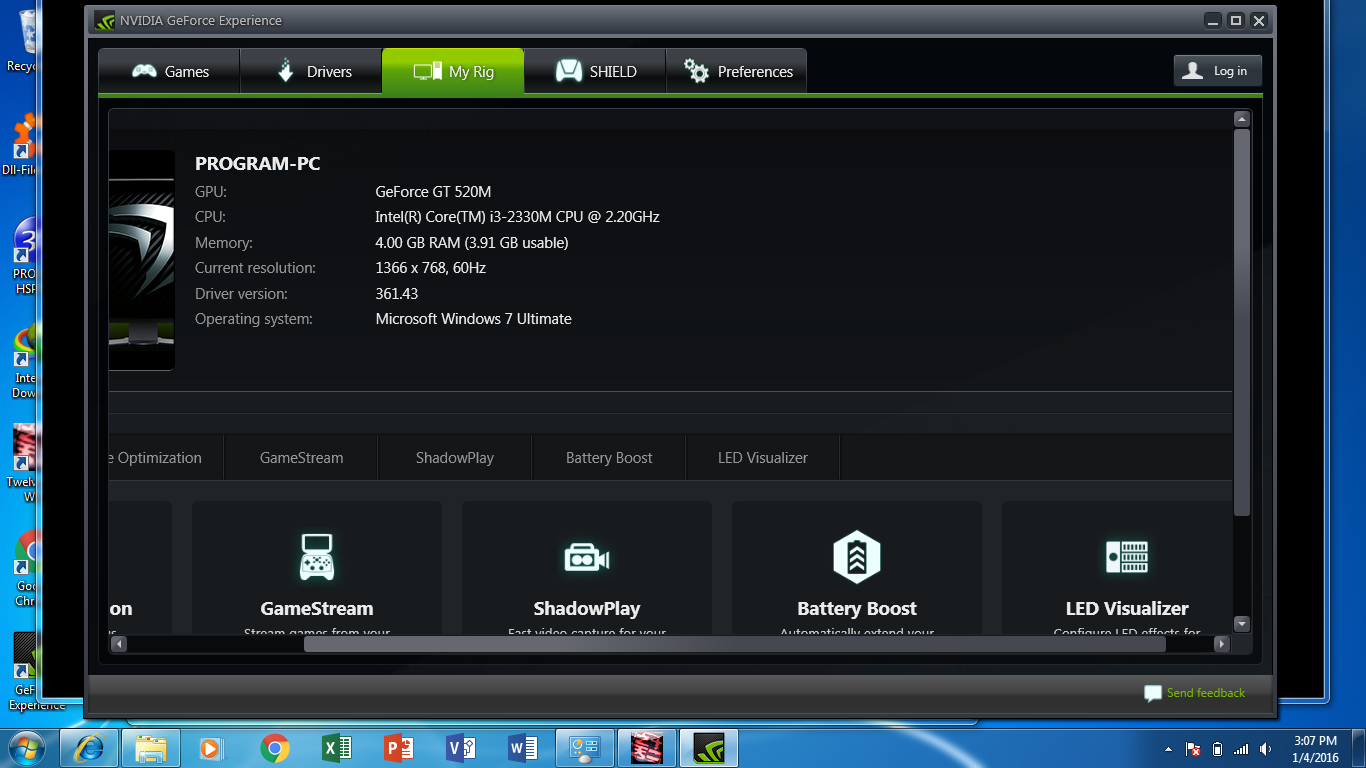 NVIDIA GeForce Experience
Games
Drivers
My Rig
SHIELD
Preferences
Log in
PROGRAM-PC
GPU: GeForce GT 520M
CPU: Intel(R) Core(TM) i3-2330M CPU @ 2.20GHz
Memory: 4.00 GB RAM (3.91 GB usable)
Current resolution: 1366 x 768, 60Hz
Driver version: 361.43
Operating system: Microsoft Windows 7 Ultimate
e Optimization
GameStream
ShadowPlay
Battery Boost
LED Visualizer
on
GameStream
Stream games from your
ShadowPlay
Fast video capture for your
Battery Boost
Automatically extend your
LED Visualizer
Configure LED effects for
Send feedback
Recyc
Dll-File
PRO
HSP
Inte
Dow
Twelv
W
Goo
Chr
GeF
Experience
3:07 PM
1/4/2016